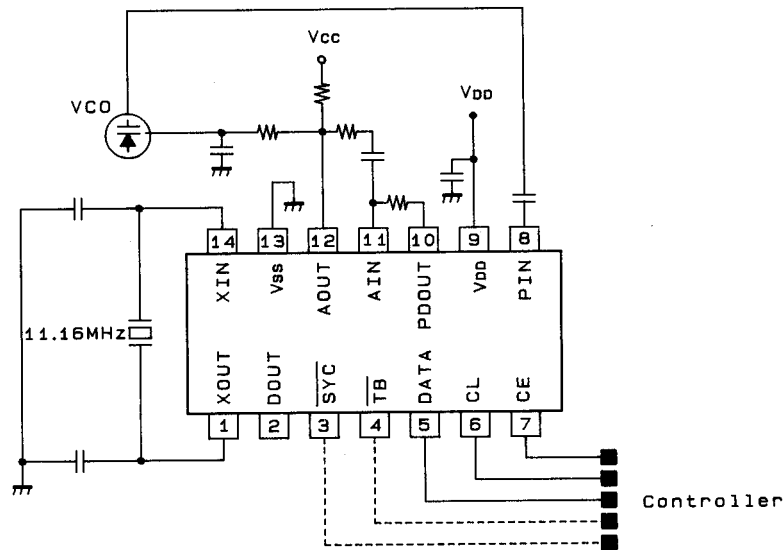 Vcc
VCO
VDD
14 13 12 11 10 9 8
XIN Vss AOUT AIN PDOUT VDD PIN
11.16MHz
XOUT DOUT SYC TB DATA CL CE
1 2 3 4 5 6 7
Controller